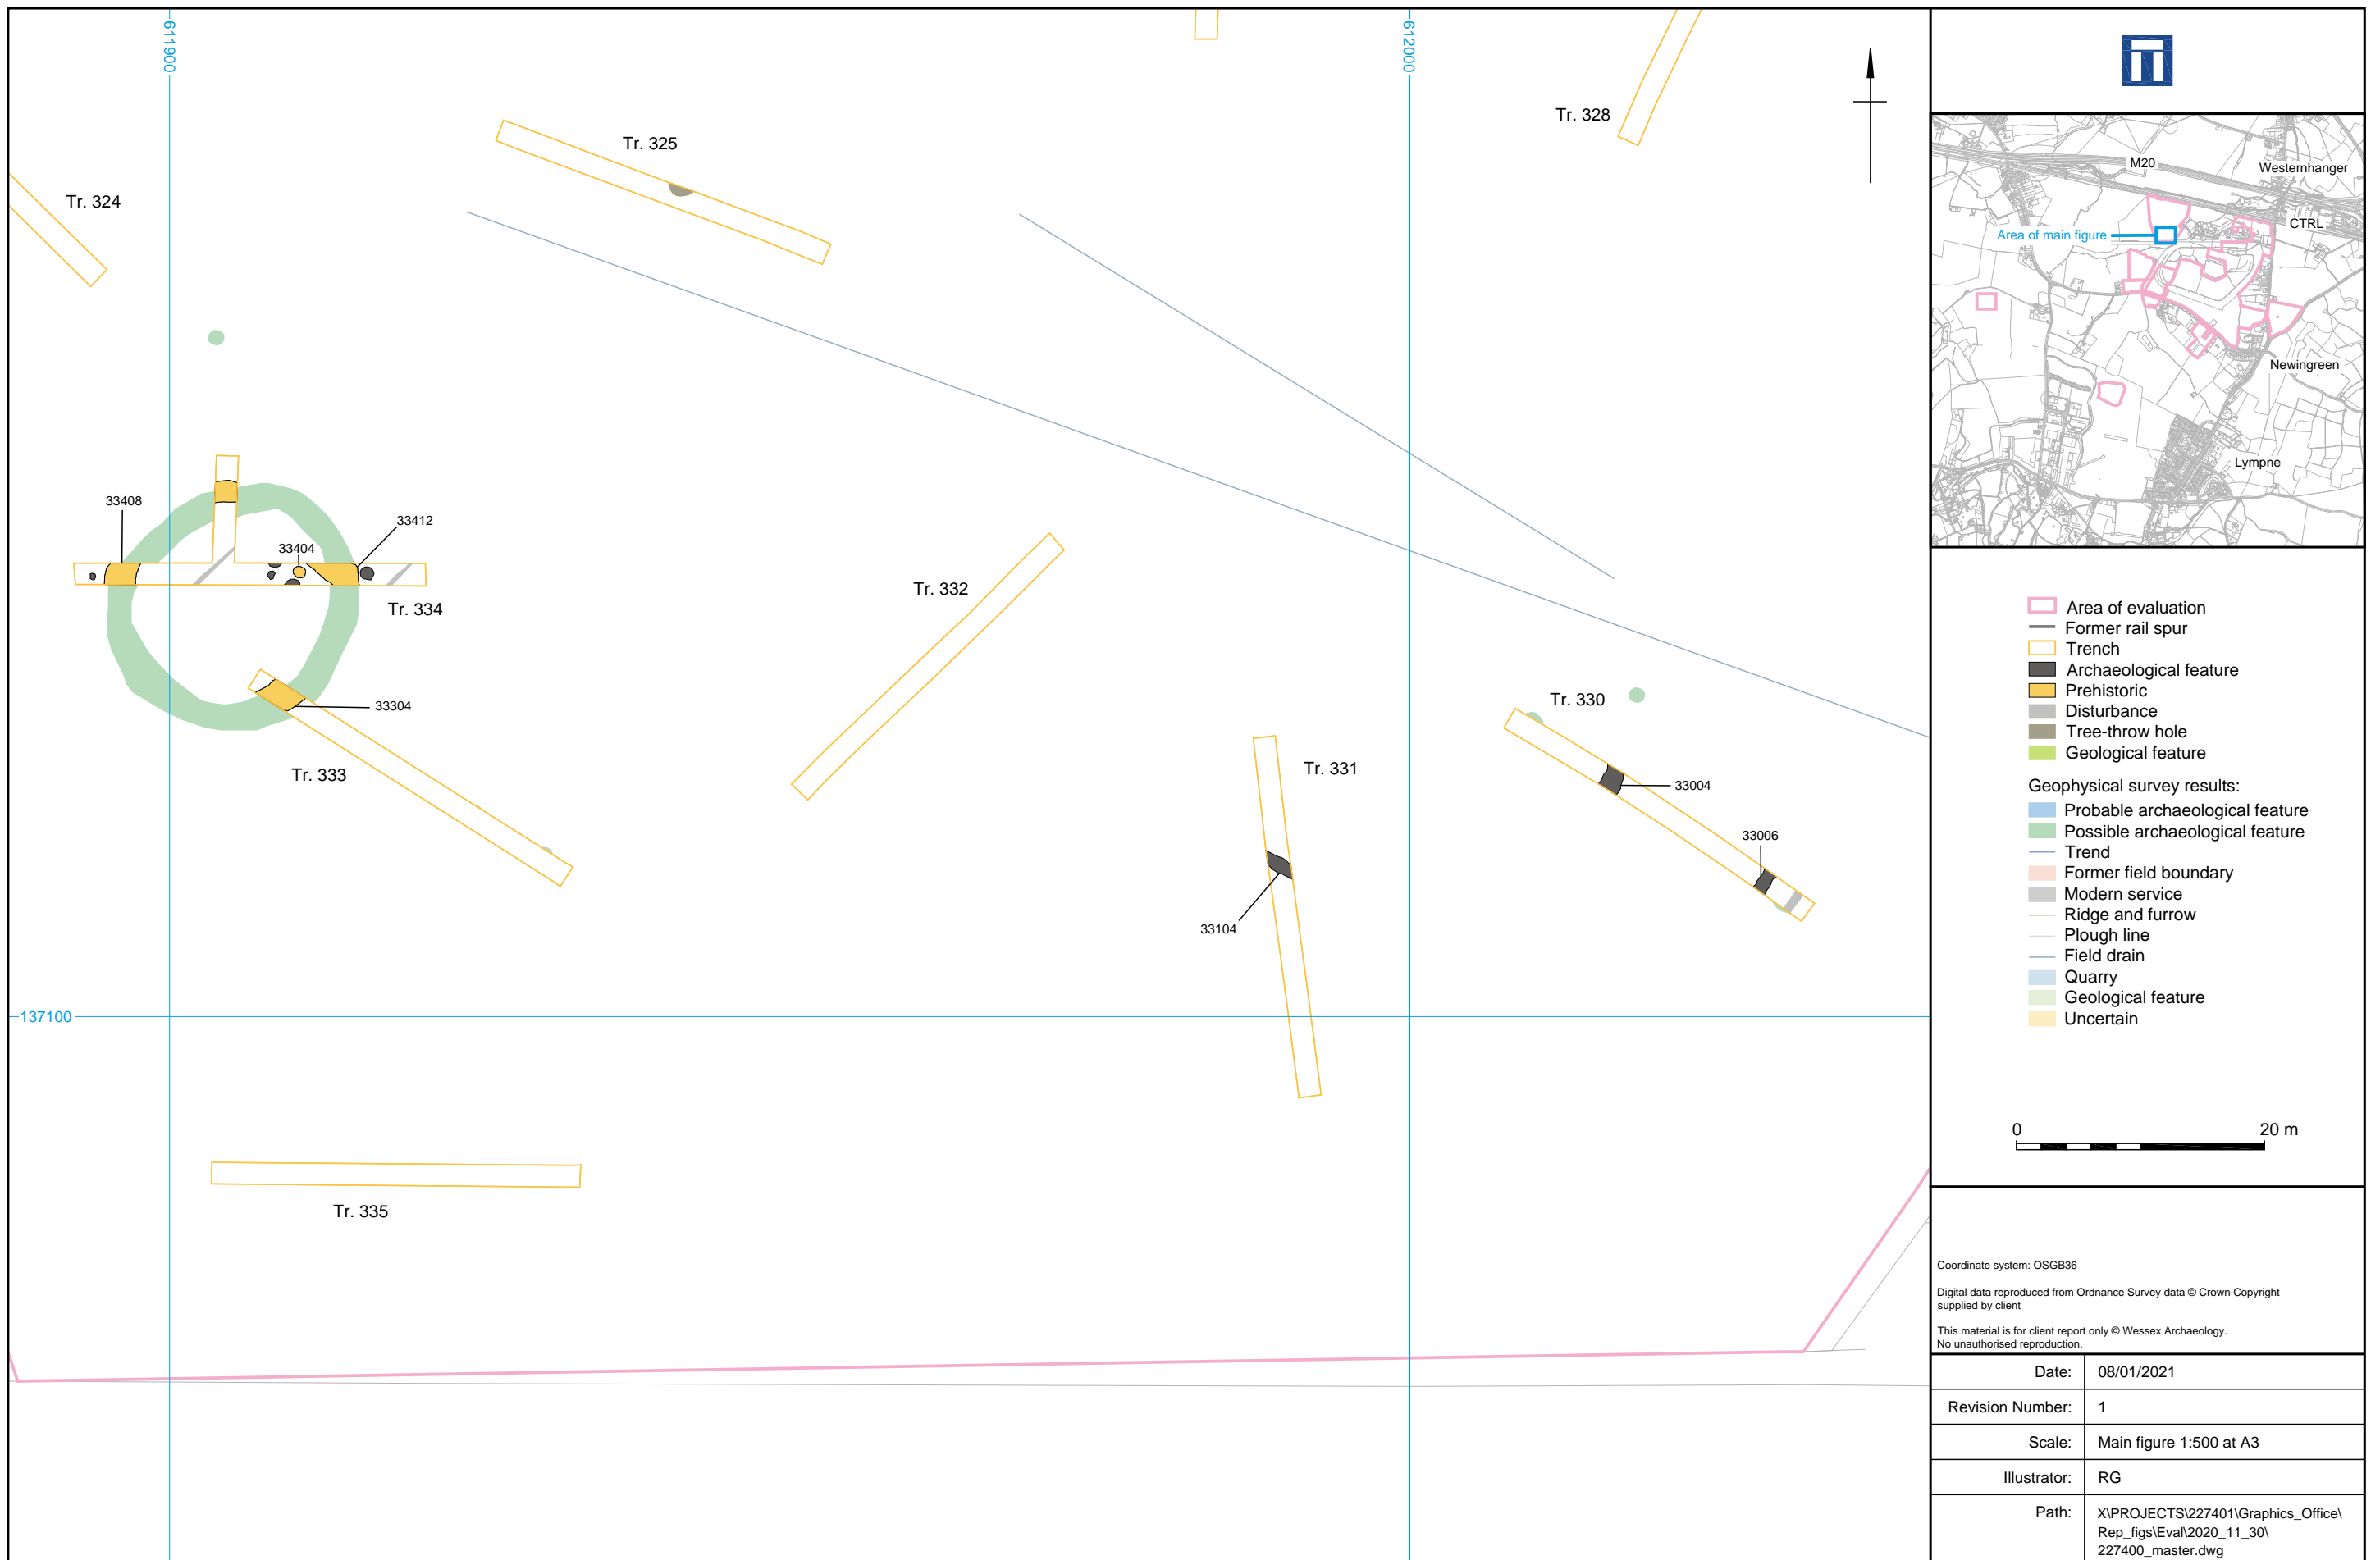 611900
612000
Tr. 328
Tr. 325
Tr. 324
33408
33412
33404
Tr. 334
Tr. 332
33304
Tr. 333
Tr. 330
33004
Tr. 331
33006
33104
137100
Tr. 335
M20
Westernhanger
CTRL
Area of main figure
Newingreen
Lympne
Area of evaluation
Former rail spur
Trench
Archaeological feature
Prehistoric
Disturbance
Tree-throw hole
Geological feature
Geophysical survey results:
Probable archaeological feature
Possible archaeological feature
Trend
Former field boundary
Modern service
Ridge and furrow
Plough line
Field drain
Quarry
Geological feature
Uncertain
0 20 m
Coordinate system: OSGB36
Digital data reproduced from Ordnance Survey data © Crown Copyright
supplied by client
This material is for client report only © Wessex Archaeology.
No unauthorised reproduction.
Date: 08/01/2021
Revision Number: 1
Scale: Main figure 1:500 at A3
Illustrator: RG
Path: X\PROJECTS\227401\Graphics_Office\
Rep_figs\Eval\2020_11_30\
227400_master.dwg